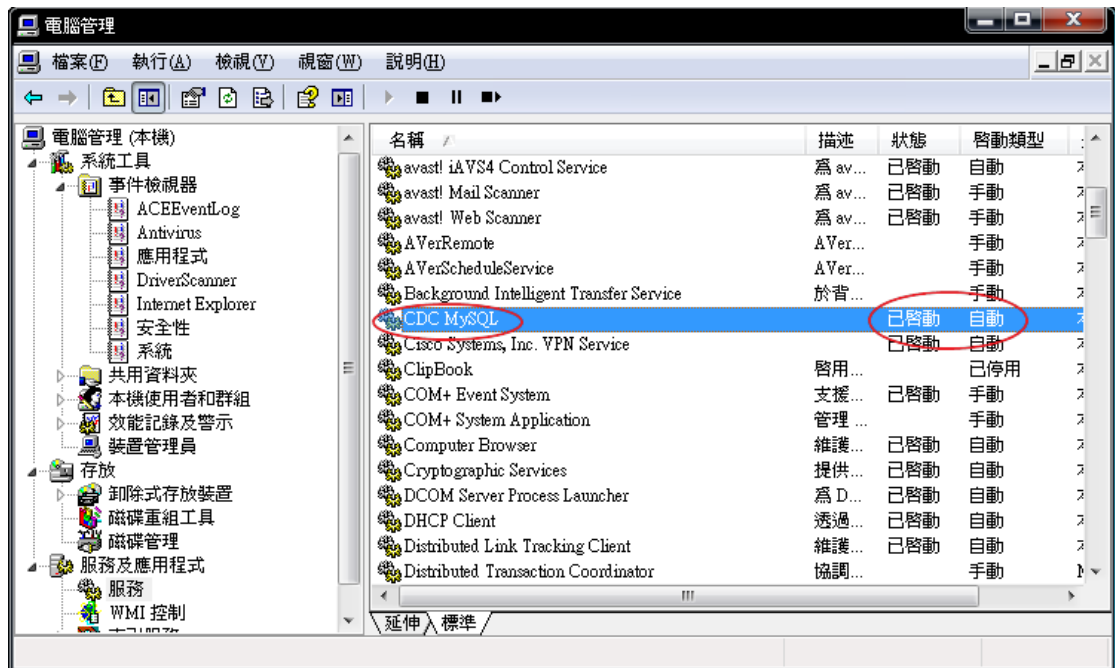 電腦管理
檔案(F) 執行(A) 檢視(V) 視窗(W) 說明(H)
電腦管理 (本機)
系統工具
事件檢視器
ACEEventLog
Antivirus
應用程式
DriverScanner
Internet Explorer
安全性
系統
共用資料夾
本機使用者和群組
效能記錄及警示
裝置管理員
存放
卸除式存放裝置
磁碟重組工具
磁碟管理
服務及應用程式
服務
WMI 控制
名稱 描述 狀態 啓動類型
avast! iAVS4 Control Service 爲 av... 已啓動 自動
avast! Mail Scanner 爲 av... 已啓動 手動
avast! Web Scanner 爲 av... 已啓動 手動
AVerRemote AVer... 手動
AVerScheduleService AVer... 手動
Background Intelligent Transfer Service 於背... 手動
CDC MySQL 已啓動 自動
Cisco Systems, Inc. VPN Service 已啓動 自動
ClipBook 啓用... 已停用
COM+ Event System 支援... 已啓動 手動
COM+ System Application 管理 ... 手動
Computer Browser 維護... 已啓動 自動
Cryptographic Services 提供... 已啓動 自動
DCOM Server Process Launcher 爲 D... 已啓動 自動
DHCP Client 透過... 已啓動 自動
Distributed Link Tracking Client 維護... 已啓動 自動
Distributed Transaction Coordinator 協調... 手動
延伸 標準